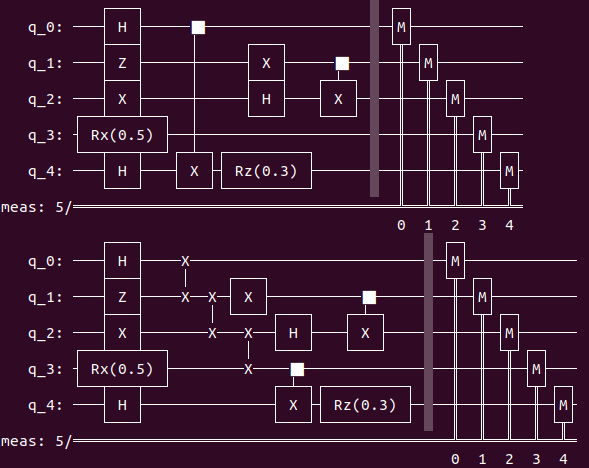 q_0: H M
q_1: Z X M
q_2: X H X M
q_3: Rx(0.5) M
q_4: H X Rz(0.3) M
meas: 5/
0 1 2 3 4
q_0: H X M
q_1: Z X X X M
q_2: X X X H X M
q_3: Rx(0.5) X M
q_4: H X Rz(0.3) M
meas: 5/
0 1 2 3 4